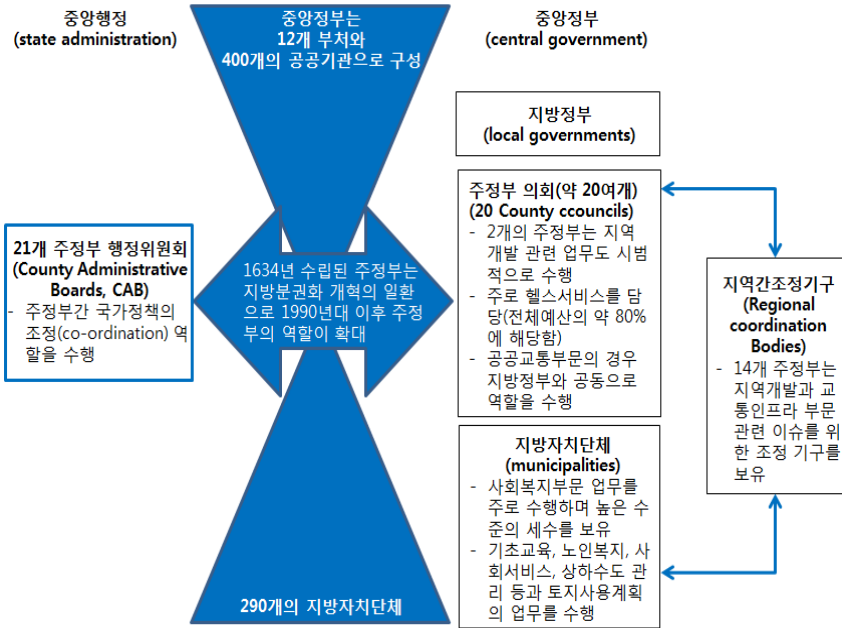 중앙행정
(state administration)
중앙정부는
12개 부처와
400개의 공공기관으로 구성
중앙정부
(central government)
지방정부
(local governments)
주정부 의회(약 20여개)
(20 County ccouncils)
- 2개의 주정부는 지역
개발 관련 업무도 시범
적으로 수행
- 주로 헬스서비스를 담
당(전체예산의 약 80%
에 해당함)
- 공공교통부문의 경우
지방정부와 공동으로
역할을 수행
21개 주정부 행정위원회
(County Administrative
Boards, CAB)
- 주정부간 국가정책의
조정(co-ordination) 역
할을 수행
1634년 수립된 주정부는
지방분권화 개혁의 일환
으로 1990년대 이후 주정
부의 역할이 확대
지역간조정기구
(Regional
coordination
Bodies)
- 14개 주정부는
지역개발과 교
통인프라 부문
관련 이슈를 위
한 조정 기구를
보유
지방자치단체
(municipalities)
- 사회복지부문 업무를
주로 수행하며 높은 수
준의 세수를 보유
- 기초교육, 노인복지, 사
회서비스, 상하수도 관
리 등과 토지사용계획
의 업무를 수행
290개의 지방자치단체